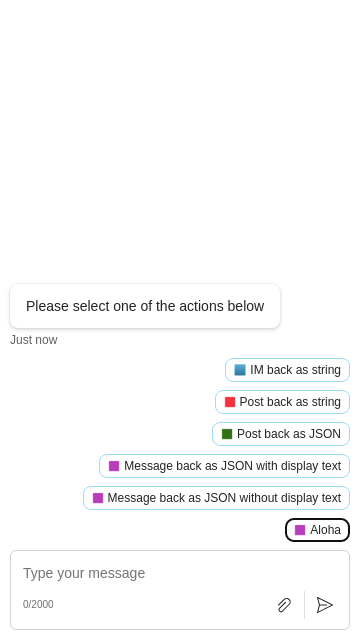 Please select one of the actions below
Just now
IM back as string
Post back as string
Post back as JSON
Message back as JSON with display text
Message back as JSON without display text
Aloha
Type your message
0/2000